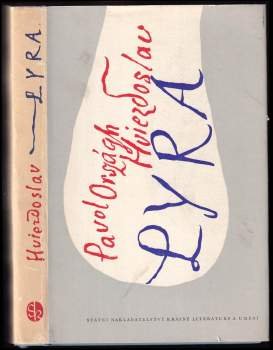 Hviezdoslav LYRA
Pavol Országh
Hviezdoslav
LYRA
STÁTNÍ NAKLADATELSTVÍ KRÁSNÉ LITERATURY A UMĚNÍ